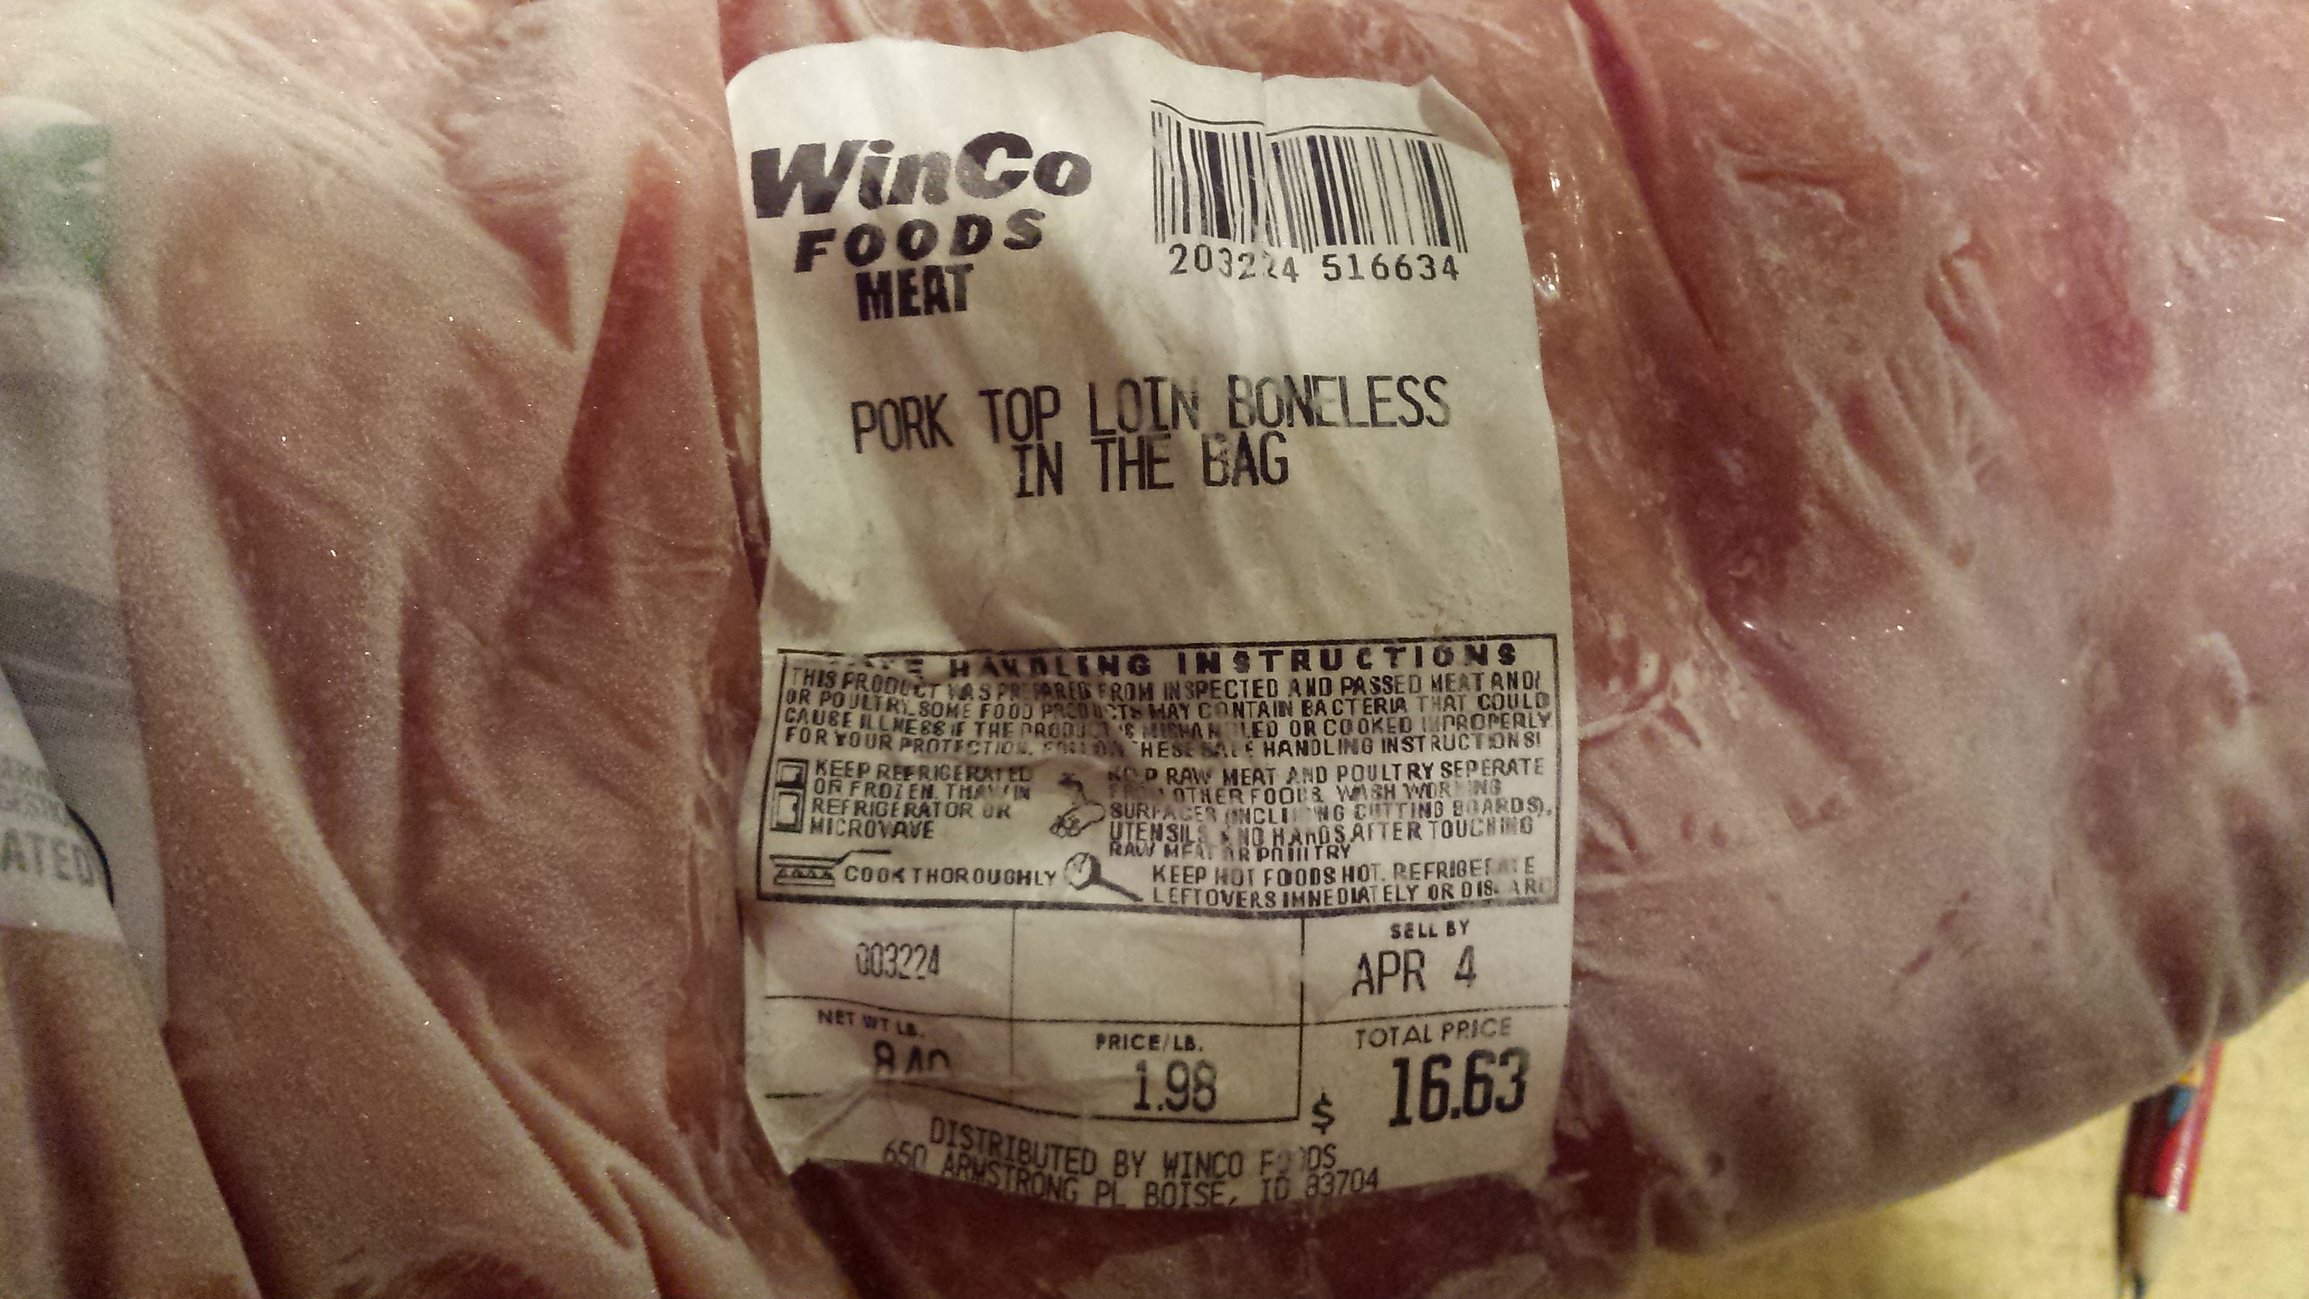 WinCo
FOODS
MEAT
203224 516634
PORK TOP LOIN BONELESS
IN THE BAG
HANDLING INSTRUCTIONS
THIS PRODUCT WAS PREPARED FROM INSPECTED AND PASSED MEAT AND/
OR POULTRY. SOME FOOD PRODUCTS MAY CONTAIN BACTERIA THAT COULD
CAUSE ILLNESS IF THE PRODUCT IS MISHANDLED OR COOKED IMPROPERLY
FOR YOUR PROTECTION, FOLLOW THESE SAFE HANDLING INSTRUCTIONS!
KEEP REFRIGERATED
OR FROZEN. THAW IN
REFRIGERATOR OR
MICROWAVE
KEEP RAW MEAT AND POULTRY SEPERATE
FROM OTHER FOODS. WASH WORKING
SURFACES (INCLUDING CUTTING BOARDS),
UTENSILS AND HANDS AFTER TOUCHING
RAW MEAT OR POULTRY
COOK THOROUGHLY
KEEP HOT FOODS HOT. REFRIGERATE
LEFTOVERS IMNEDIATELY OR DISCARD
003224
SELL BY
APR 4
NET WT LB.
PRICE/LB.
1.98
TOTAL PRICE
$ 16.63
DISTRIBUTED BY WINCO FOODS
650 ARMSTRONG PL BOISE, ID 83704
ATED